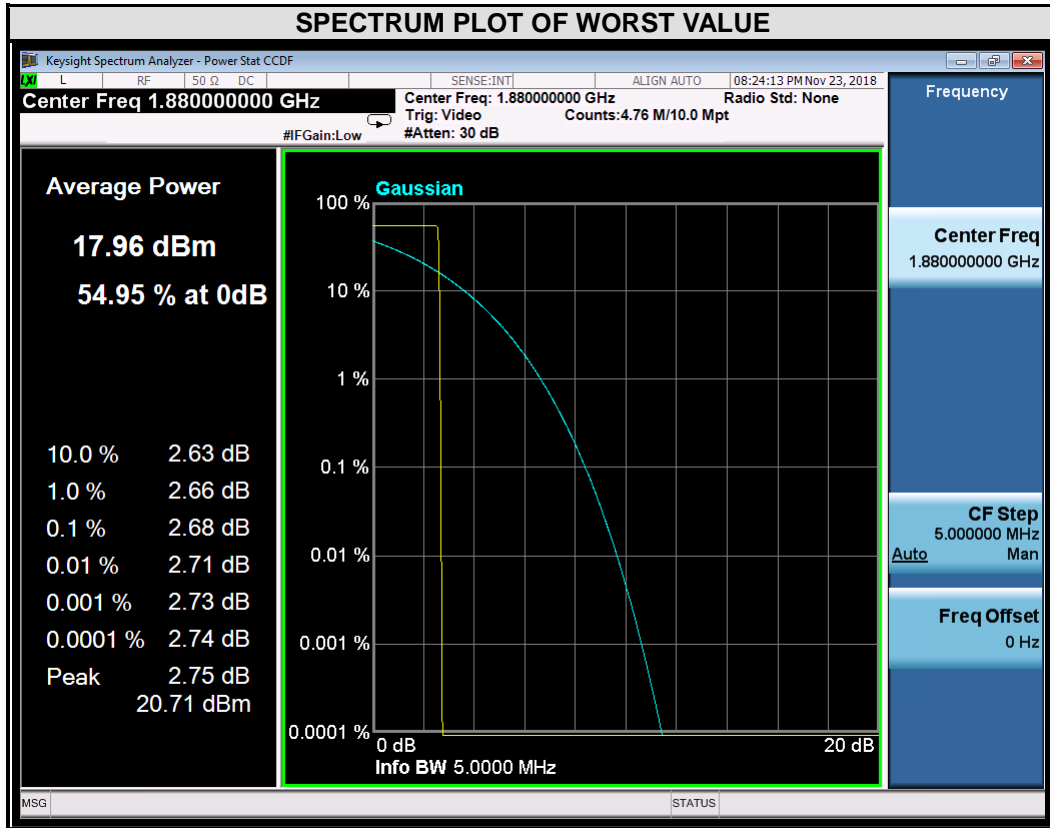 SPECTRUM PLOT OF WORST VALUE
Keysight Spectrum Analyzer - Power Stat CCDF
LXI L RF 50 Ω DC SENSE:INT ALIGN AUTO 08:24:13 PM Nov 23, 2018
Center Freq 1.880000000 GHz
Center Freq: 1.880000000 GHz Radio Std: None
Trig: Video Counts:4.76 M/10.0 Mpt
#IFGain:Low #Atten: 30 dB
Average Power
17.96 dBm
54.95 % at 0dB
10.0 % 2.63 dB
1.0 % 2.66 dB
0.1 % 2.68 dB
0.01 % 2.71 dB
0.001 % 2.73 dB
0.0001 % 2.74 dB
Peak 2.75 dB
20.71 dBm
Gaussian
100 %
10 %
1 %
0.1 %
0.01 %
0.001 %
0.0001 %
0 dB 20 dB
Info BW 5.0000 MHz
Frequency
Center Freq
1.880000000 GHz
CF Step
5.000000 MHz
Auto Man
Freq Offset
0 Hz
MSG STATUS